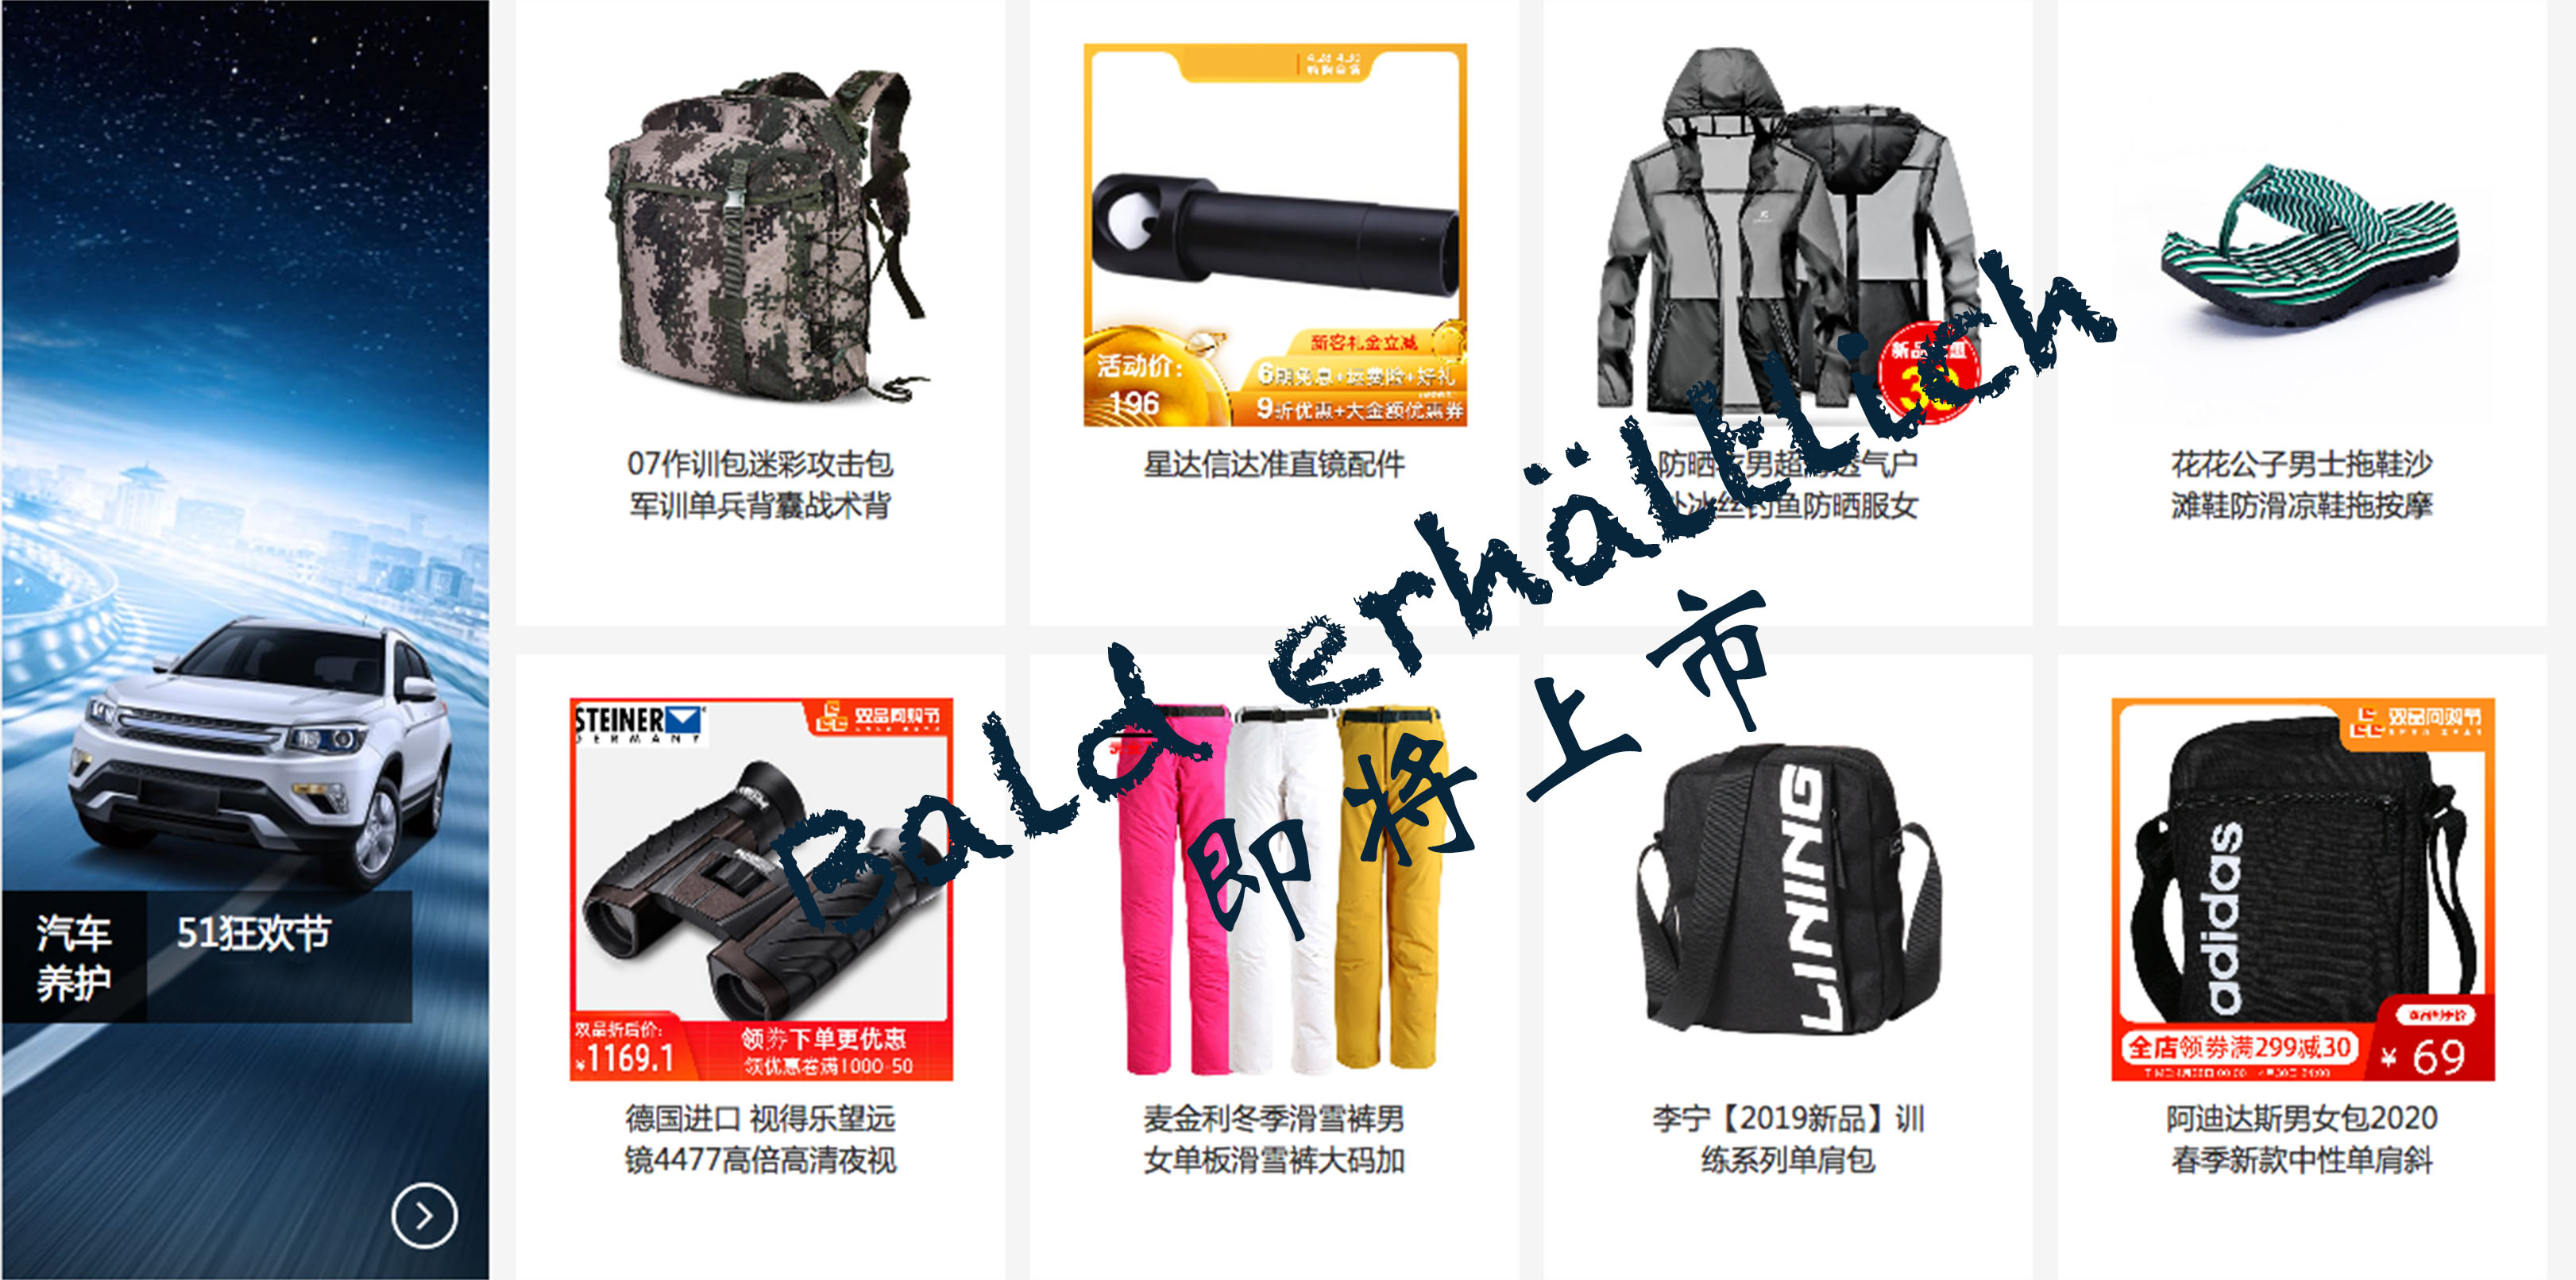 汽车
养护
51狂欢节
07作训包迷彩攻击包
军训单兵背囊战术背
活动价:
196
新客礼金立减
6期免息+运费险+好礼
9折优惠+大金额优惠券
星达信达准直镜配件
新品
防晒衣男超薄透气户
外冰丝钓鱼防晒服女
花花公子男士拖鞋沙
滩鞋防滑凉鞋拖按摩
Bald erhältlich
即将上市
STEINER
GERMANY
双品网购节
双品折后价:
¥1169.1
领券下单更优惠
领优惠卷满1000-50
德国进口 视得乐望远
镜4477高倍高清夜视
麦金利冬季滑雪裤男
女单板滑雪裤大码加
LI-NING
李宁【2019新品】训
练系列单肩包
双品网购节
adidas
全店领券满299减30
¥ 69
阿迪达斯男女包2020
春季新款中性单肩斜